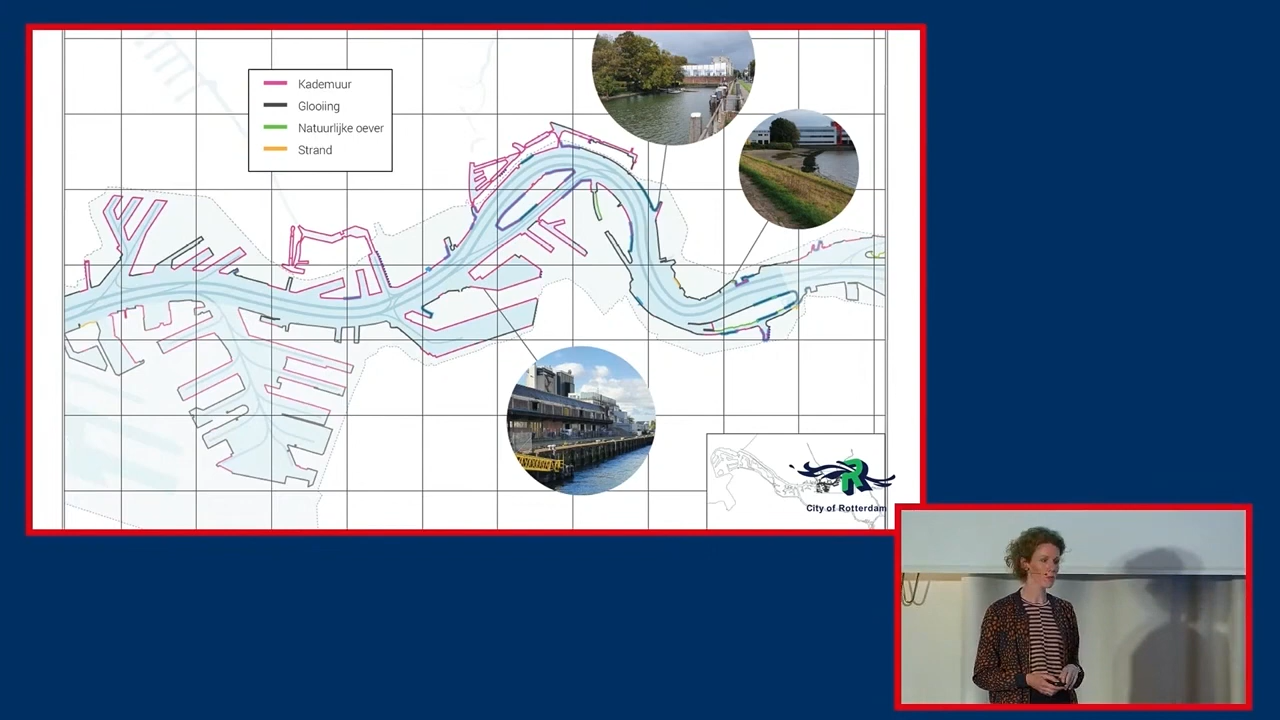 Kademuur
Glooiing
Natuurlijke oever
Strand
City of Rotterdam